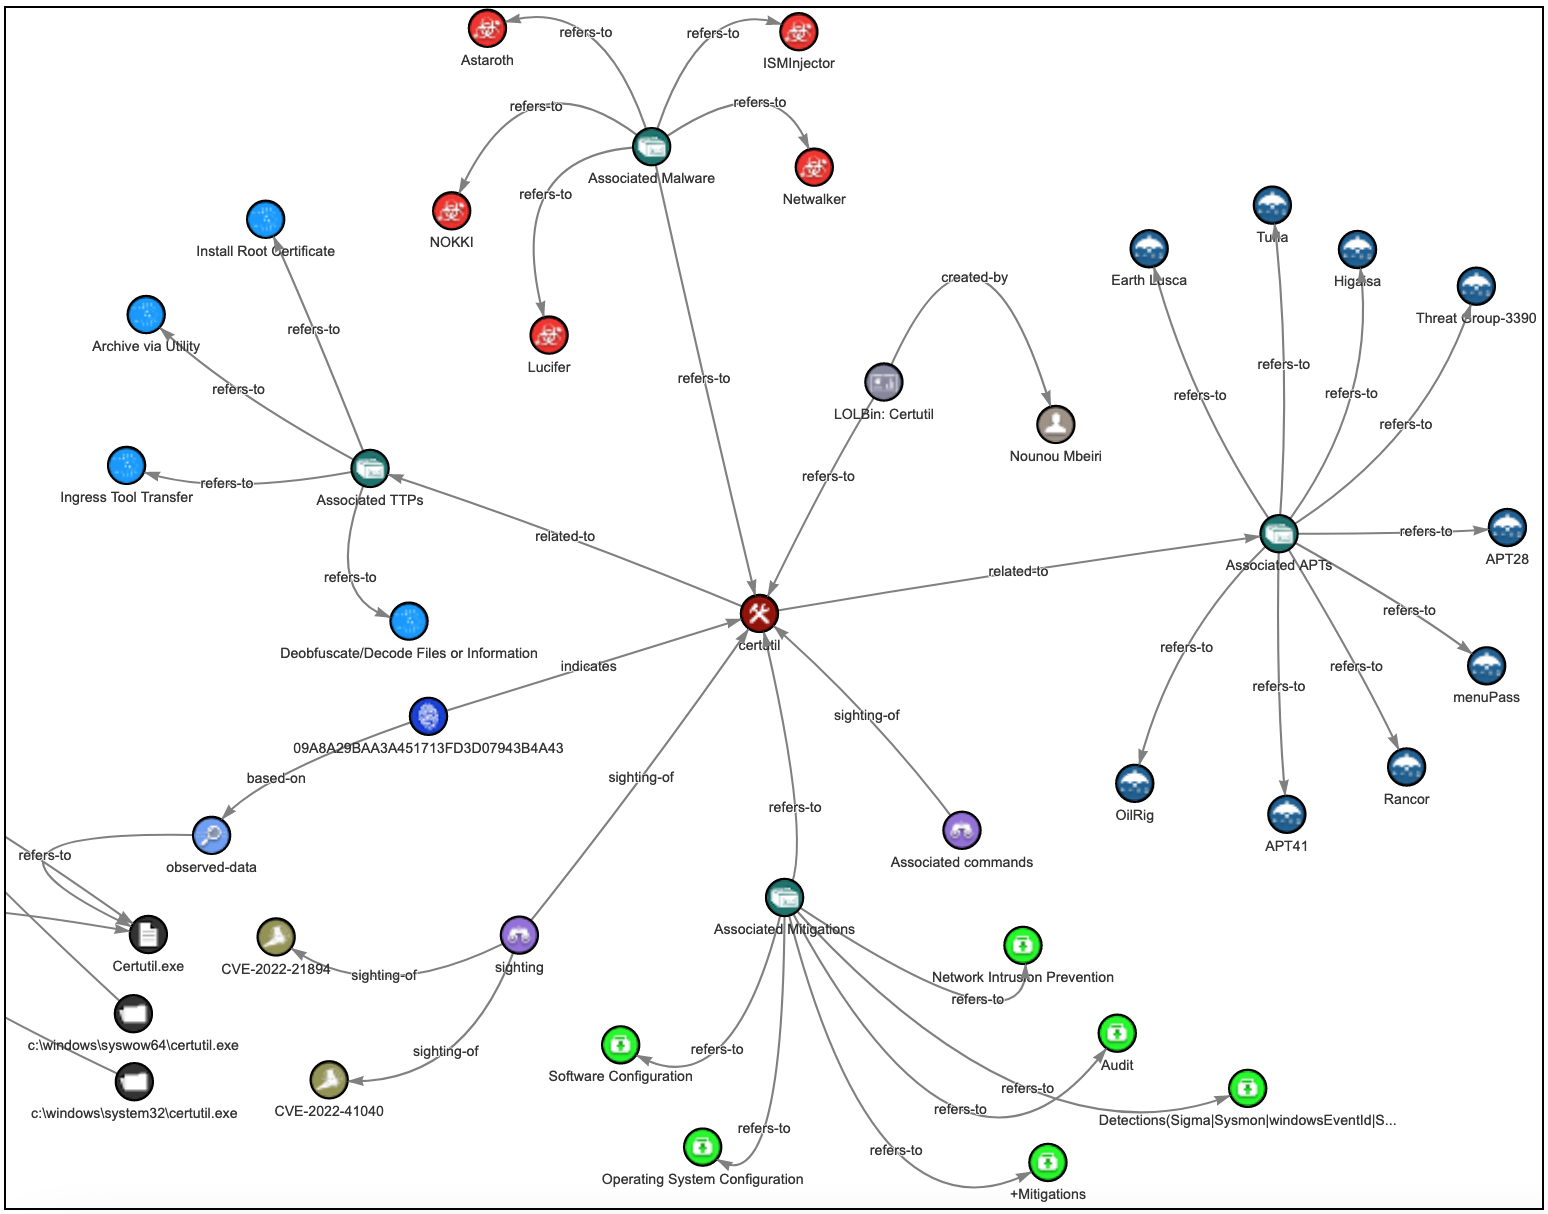 refers-to
refers-to
Astaroth
ISMInjector
refers-to
refers-to
Associated Malware
refers-to
Netwalker
NOKKI
Install Root Certificate
Turla
created-by
Earth Lusca
Higaisa
Threat Group-3390
refers-to
Archive via Utility
Lucifer
refers-to
refers-to
refers-to
refers-to
refers-to
refers-to
LOLBin: Certutil
refers-to
Nounou Mbeiri
refers-to
refers-to
Ingress Tool Transfer
Associated TTPs
related-to
refers-to
APT28
Associated APTs
related-to
refers-to
refers-to
certutil
refers-to
Deobfuscate/Decode Files or Information
indicates
refers-to
refers-to
menuPass
sighting-of
09A8A29BAA3A451713FD3D07943B4A43
based-on
sighting-of
Rancor
refers-to
OilRig
APT41
refers-to
observed-data
Associated commands
Associated Mitigations
Certutil.exe
CVE-2022-21894
sighting-of
sighting
Network Intrusion Prevention
refers-to
c:\windows\syswow64\certutil.exe
sighting-of
refers-to
Audit
Software Configuration
refers-to
c:\windows\system32\certutil.exe
CVE-2022-41040
refers-to
Detections(Sigma|Sysmon|windowsEventId|S...
refers-to
refers-to
Operating System Configuration
+Mitigations